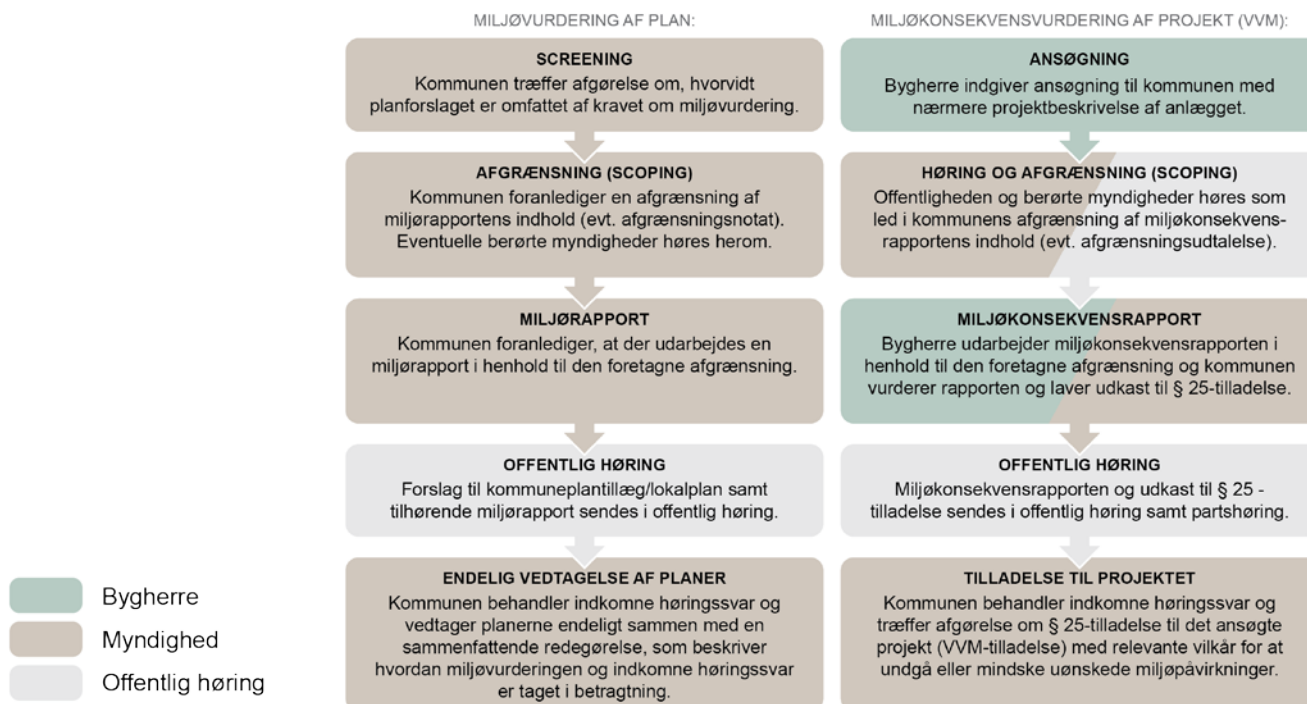 MILJØVURDERING AF PLAN:
SCREENING
Kommunen træffer afgørelse om, hvorvidt
planforslaget er omfattet af kravet om miljøvurdering.
AFGRÆNSNING (SCOPING)
Kommunen foranlediger en afgrænsning af
miljørapportens indhold (evt. afgrænsningsnotat).
Eventuelle berørte myndigheder høres herom.
MILJØRAPPORT
Kommunen foranlediger, at der udarbejdes en
miljørapport i henhold til den foretagne afgrænsning.
OFFENTLIG HØRING
Forslag til kommuneplantillæg/lokalplan samt
tilhørende miljørapport sendes i offentlig høring.
ENDELIG VEDTAGELSE AF PLANER
Kommunen behandler indkomne høringssvar og
vedtager planerne endeligt sammen med en
sammenfattende redegørelse, som beskriver
hvordan miljøvurderingen og indkomne høringssvar
er taget i betragtning.
MILJØKONSEKVENSVURDERING AF PROJEKT (VVM):
ANSØGNING
Bygherre indgiver ansøgning til kommunen med
nærmere projektbeskrivelse af anlægget.
HØRING OG AFGRÆNSNING (SCOPING)
Offentligheden og berørte myndigheder høres som
led i kommunens afgrænsning af miljøkonsekvens-
rapportens indhold (evt. afgrænsningsudtalelse).
MILJØKONSEKVENSRAPPORT
Bygherre udarbejder miljøkonsekvensrapporten i
henhold til den foretagne afgrænsning og kommunen
vurderer rapporten og laver udkast til § 25-tilladelse.
OFFENTLIG HØRING
Miljøkonsekvensrapporten og udkast til § 25 -
tilladelse sendes i offentlig høring samt partshøring.
TILLADELSE TIL PROJEKTET
Kommunen behandler indkomne høringssvar og
træffer afgørelse om § 25-tilladelse til det ansøgte
projekt (VVM-tilladelse) med relevante vilkår for at
undgå eller mindske uønskede miljøpåvirkninger.
Bygherre
Myndighed
Offentlig høring